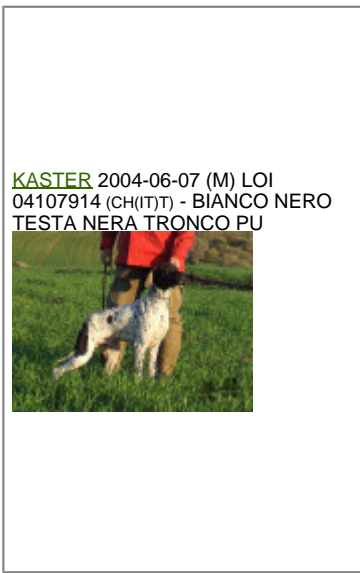 KASTER 2004-06-07 (M) LOI
04107914 (CH(IT)T) - BIANCO NERO
TESTA NERA TRONCO PU